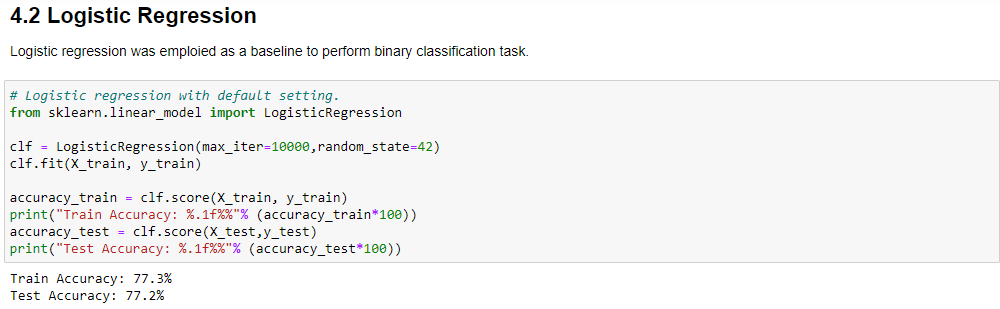 4.2 Logistic Regression
Logistic regression was emploied as a baseline to perform binary classification task.
# Logistic regression with default setting.
from sklearn.linear_model import LogisticRegression
clf = LogisticRegression(max_iter=10000,random_state=42)
clf.fit(X_train, y_train)
accuracy_train = clf.score(X_train, y_train)
print("Train Accuracy: %.1f%%"% (accuracy_train*100))
accuracy_test = clf.score(X_test,y_test)
print("Test Accuracy: %.1f%%"% (accuracy_test*100))
Train Accuracy: 77.3%
Test Accuracy: 77.2%